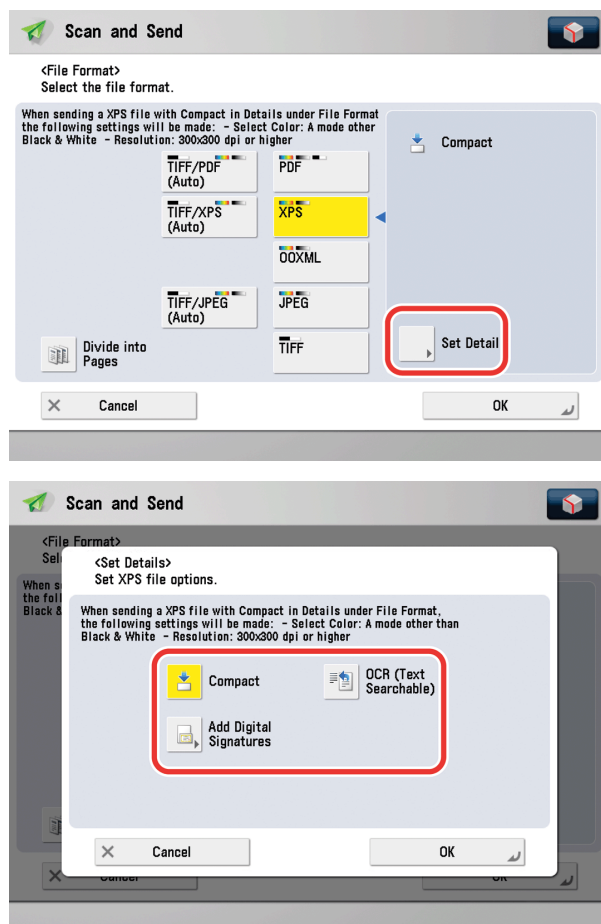 Scan and Send
<File Format>
Select the file format.
When sending a XPS file with Compact in Details under File Format
the following settings will be made: - Select Color: A mode other
Black & White - Resolution: 300x300 dpi or higher
Compact
TIFF/PDF
(Auto)
PDF
TIFF/XPS
(Auto)
XPS
OOXML
TIFF/JPEG
(Auto)
JPEG
Divide into
Pages
TIFF
Set Detail
Cancel
OK
Scan and Send
<File Format>
Sel
<Set Details>
Set XPS file options.
When s
the foll
Black &
When sending a XPS file with Compact in Details under File Format,
the following settings will be made: - Select Color: A mode other than
Black & White - Resolution: 300x300 dpi or higher
Compact
OCR (Text
Searchable)
Add Digital
Signatures
Cancel
OK